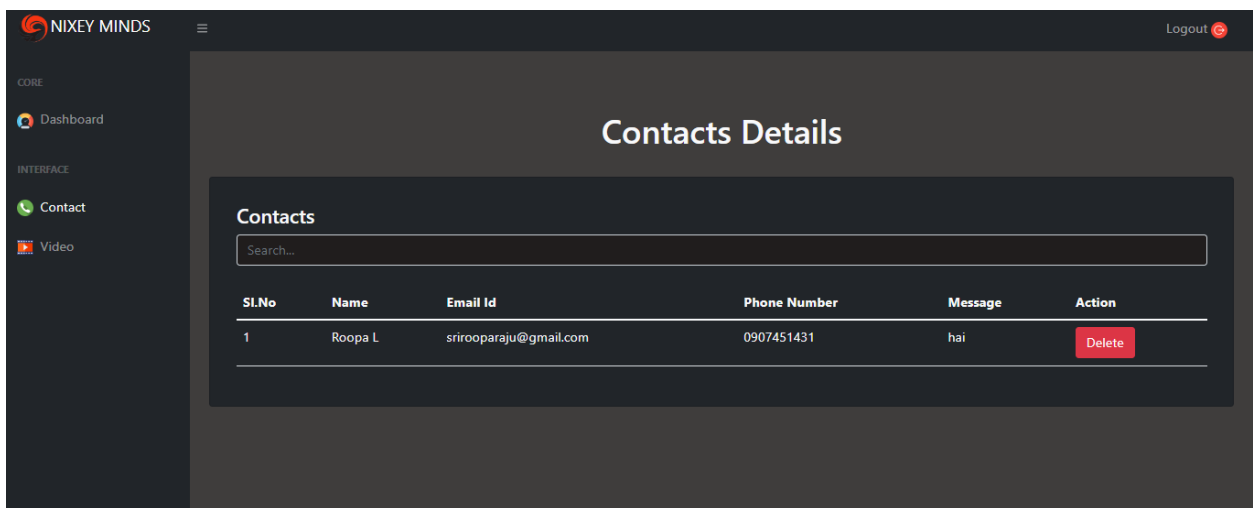 NIXEY MINDS
Logout
CORE
Dashboard
Contacts Details
INTERFACE
Contact
Contacts
Video
Search...
Sl.No Name Email Id Phone Number Message Action
1 Roopa L srirooparaju@gmail.com 0907451431 hai Delete